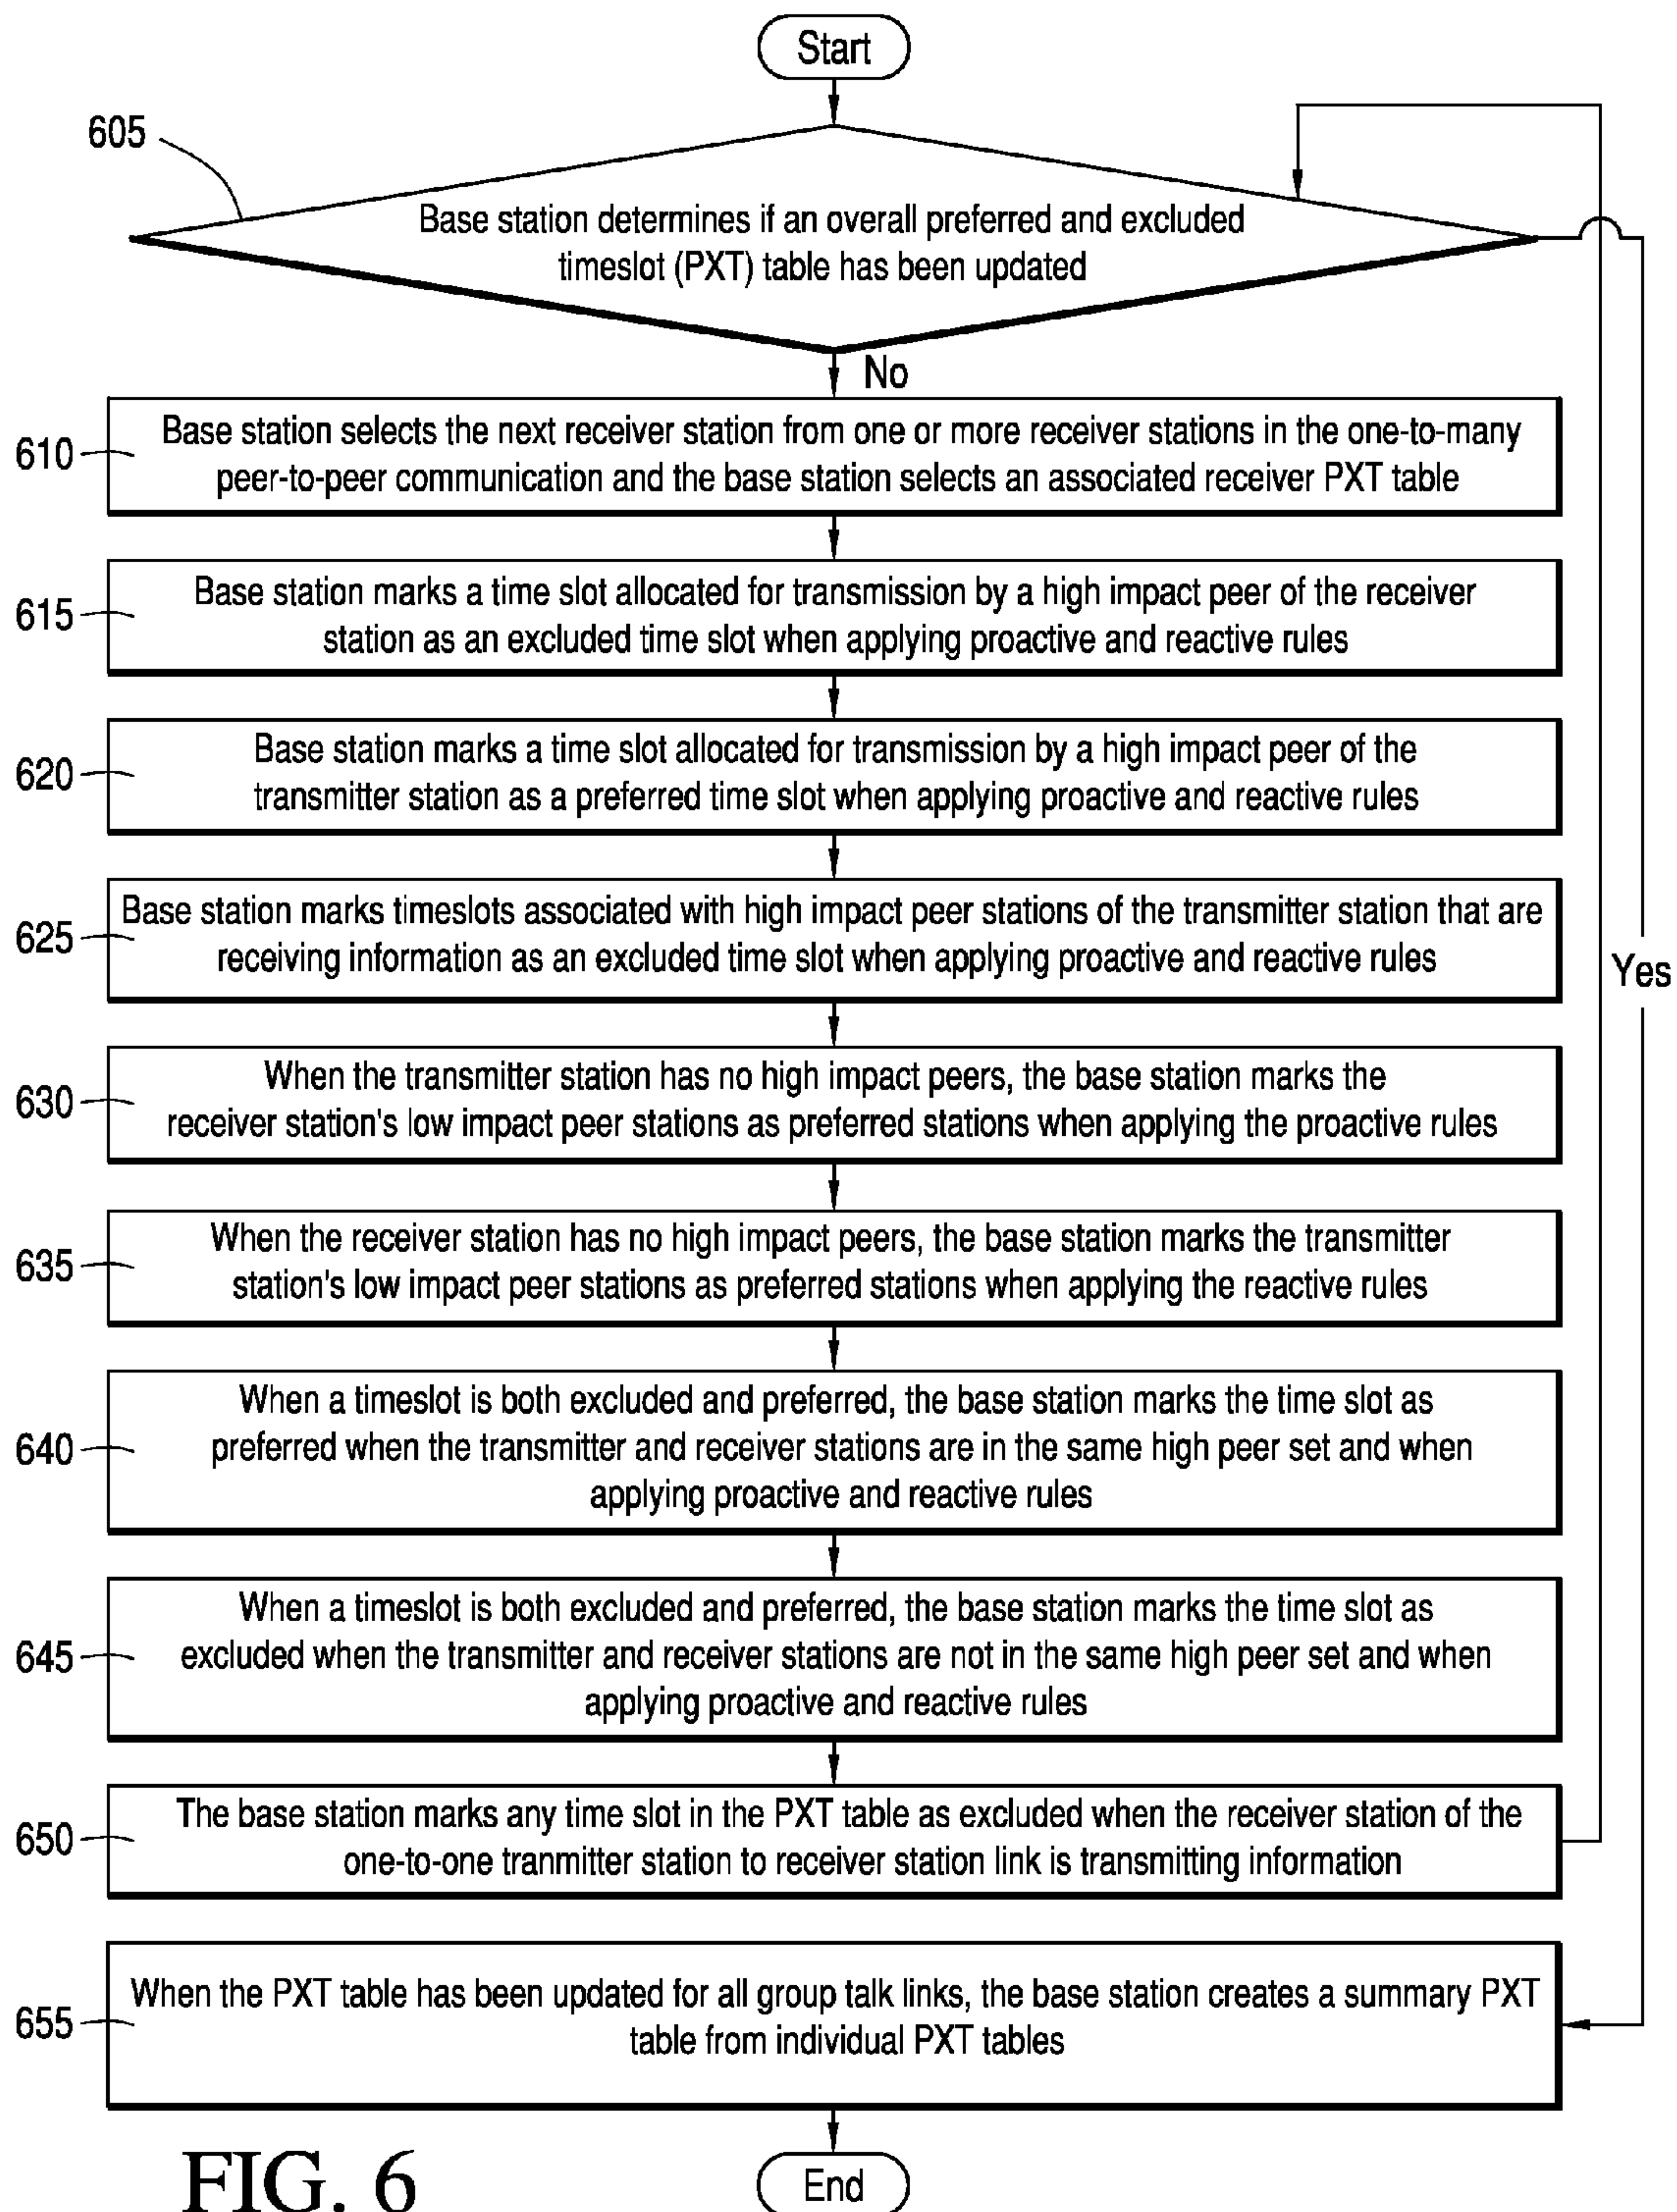 Start
605
Base station determines if an overall preferred and excluded
timeslot (PXT) table has been updated
No
610
Base station selects the next receiver station from one or more receiver stations in the one-to-many
peer-to-peer communication and the base station selects an associated receiver PXT table
615
Base station marks a time slot allocated for transmission by a high impact peer of the receiver
station as an excluded time slot when applying proactive and reactive rules
620
Base station marks a time slot allocated for transmission by a high impact peer of the
transmitter station as a preferred time slot when applying proactive and reactive rules
625
Base station marks timeslots associated with high impact peer stations of the transmitter station that are
receiving information as an excluded time slot when applying proactive and reactive rules
Yes
630
When the transmitter station has no high impact peers, the base station marks the
receiver station's low impact peer stations as preferred stations when applying the proactive rules
635
When the receiver station has no high impact peers, the base station marks the transmitter
station's low impact peer stations as preferred stations when applying the reactive rules
640
When a timeslot is both excluded and preferred, the base station marks the time slot as
preferred when the transmitter and receiver stations are in the same high peer set and when
applying proactive and reactive rules
645
When a timeslot is both excluded and preferred, the base station marks the time slot as
excluded when the transmitter and receiver stations are not in the same high peer set and when
applying proactive and reactive rules
650
The base station marks any time slot in the PXT table as excluded when the receiver station of the
one-to-one tranmitter station to receiver station link is transmitting information
655
When the PXT table has been updated for all group talk links, the base station creates a summary PXT
table from individual PXT tables
End
FIG. 6